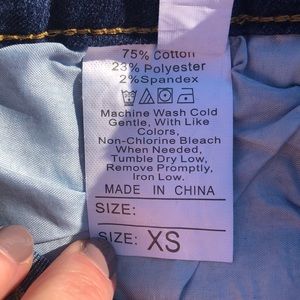 75% Cotton
23% Polyester
2% Spandex
Machine Wash Cold
Gentle, With Like
Colors,
Non-Chlorine Bleach
When Needed,
Tumble Dry Low,
Remove Promptly,
Iron Low.
MADE IN CHINA
SIZE:
SIZE: XS